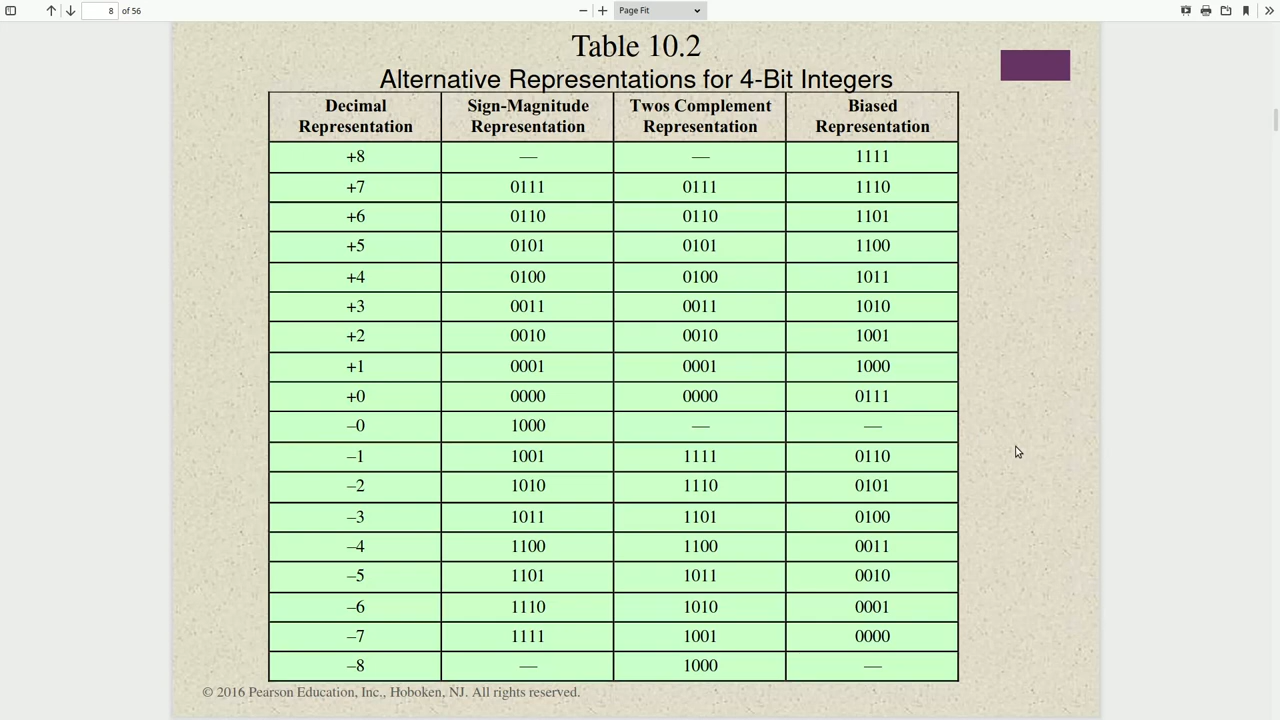 8 of 56 Page Fit
Table 10.2
Alternative Representations for 4-Bit Integers
Decimal Representation Sign-Magnitude Representation Twos Complement Representation Biased Representation
+8 — — 1111
+7 0111 0111 1110
+6 0110 0110 1101
+5 0101 0101 1100
+4 0100 0100 1011
+3 0011 0011 1010
+2 0010 0010 1001
+1 0001 0001 1000
+0 0000 0000 0111
–0 1000 — —
–1 1001 1111 0110
–2 1010 1110 0101
–3 1011 1101 0100
–4 1100 1100 0011
–5 1101 1011 0010
–6 1110 1010 0001
–7 1111 1001 0000
–8 — 1000 —
© 2016 Pearson Education, Inc., Hoboken, NJ. All rights reserved.